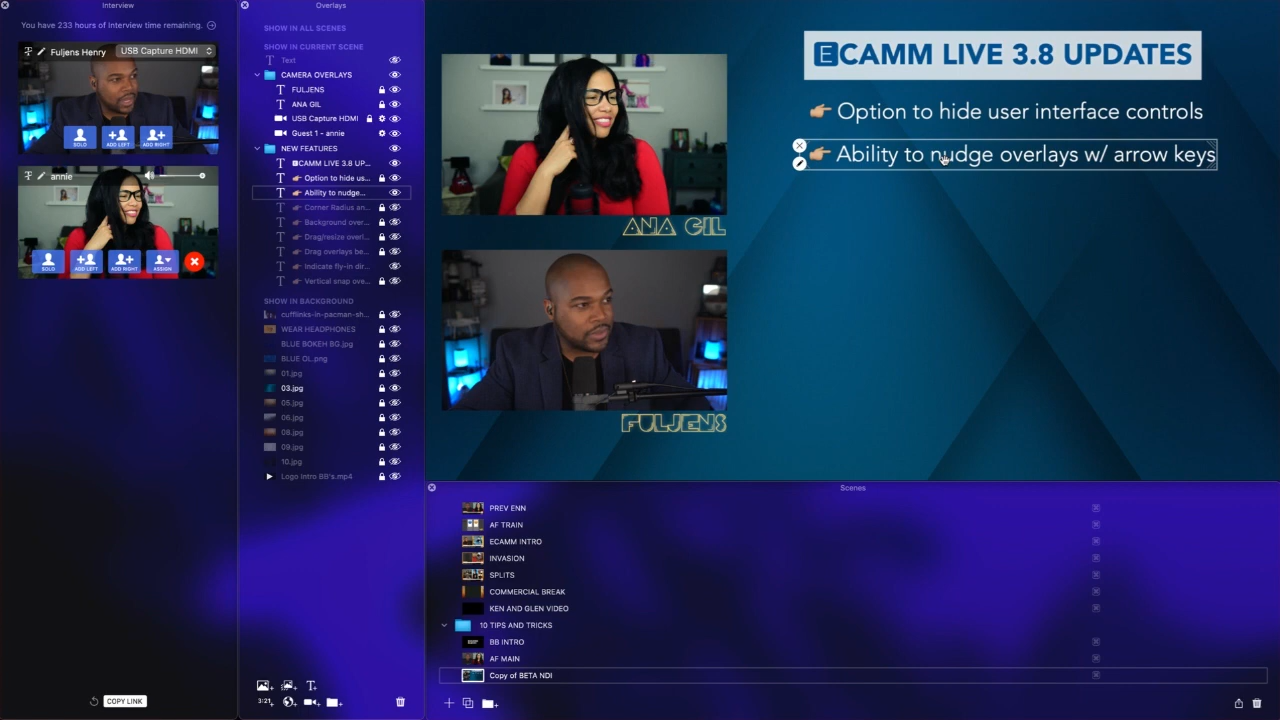 Interview
You have 233 hours of Interview time remaining.
Fuljens Henry
USB Capture HDMI
SOLO
ADD LEFT
ADD RIGHT
annie
SOLO
ADD LEFT
ADD RIGHT
ASSIGN
COPY LINK
Overlays
SHOW IN ALL SCENES
SHOW IN CURRENT SCENE
Text
CAMERA OVERLAYS
FULJENS
ANA GIL
USB Capture HDMI
Guest 1 - annie
NEW FEATURES
ECAMM LIVE 3.8 UP...
Option to hide us...
Ability to nudge...
Corner Radius an...
Background over...
Drag/resize overl...
Drag overlays be...
Indicate fly-in dir...
Vertical snap ove...
SHOW IN BACKGROUND
cufflinks-in-pacman-sh...
WEAR HEADPHONES
BLUE BOKEH BG.jpg
BLUE OL.png
01.jpg
03.jpg
05.jpg
06.jpg
08.jpg
09.jpg
10.jpg
Logo Intro BB's.mp4
3:21
ECAMM LIVE 3.8 UPDATES
👉🏽 Option to hide user interface controls
👉🏽 Ability to nudge overlays w/ arrow keys
ANA GIL
FULJENS
Scenes
PREV ENN
AF TRAIN
ECAMM INTRO
INVASION
SPLITS
COMMERCIAL BREAK
KEN AND GLEN VIDEO
10 TIPS AND TRICKS
BB INTRO
AF MAIN
Copy of BETA NDI